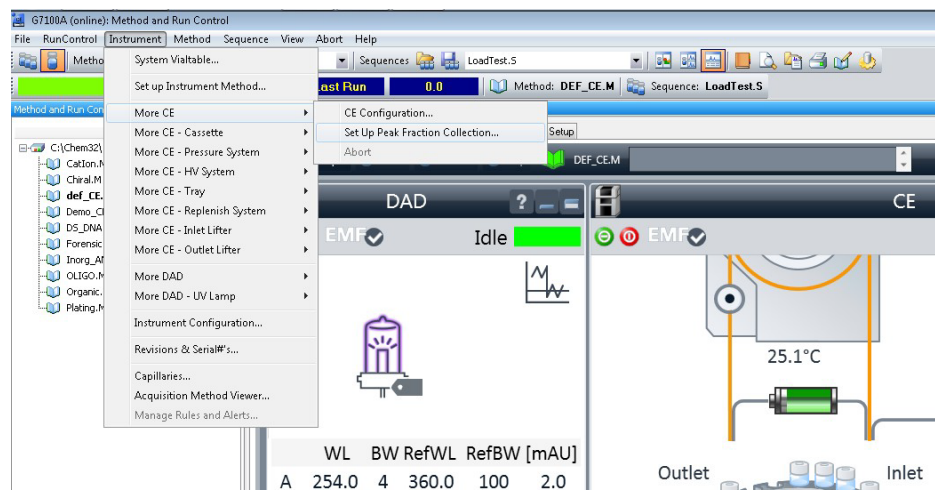 G7100A (online): Method and Run Control
File RunControl Instrument Method Sequence View Abort Help
Metho Sequences LoadTest.S
Last Run 0.0 Method: DEF_CE.M Sequence: LoadTest.S
Method and Run Con
System Vialtable...
Set up Instrument Method...
More CE
More CE - Cassette
More CE - Pressure System
More CE - HV System
More CE - Tray
More CE - Replenish System
More CE - Inlet Lifter
More CE - Outlet Lifter
More DAD
More DAD - UV Lamp
Instrument Configuration...
Revisions & Serial#'s...
Capillaries...
Acquisition Method Viewer...
Manage Rules and Alerts...
CE Configuration...
Set Up Peak Fraction Collection...
Abort
Setup
DEF_CE.M
C:\Chem32\
CatIon.M
Chiral.M
def_CE.
Demo_C
DS_DNA
Forensic
Inorg_A
OLIGO.M
Organic.
Plating.M
DAD ?
EMF Idle
CE
EMF
25.1°C
Outlet Inlet
WL BW RefWL RefBW [mAU]
A 254.0 4 360.0 100 2.0